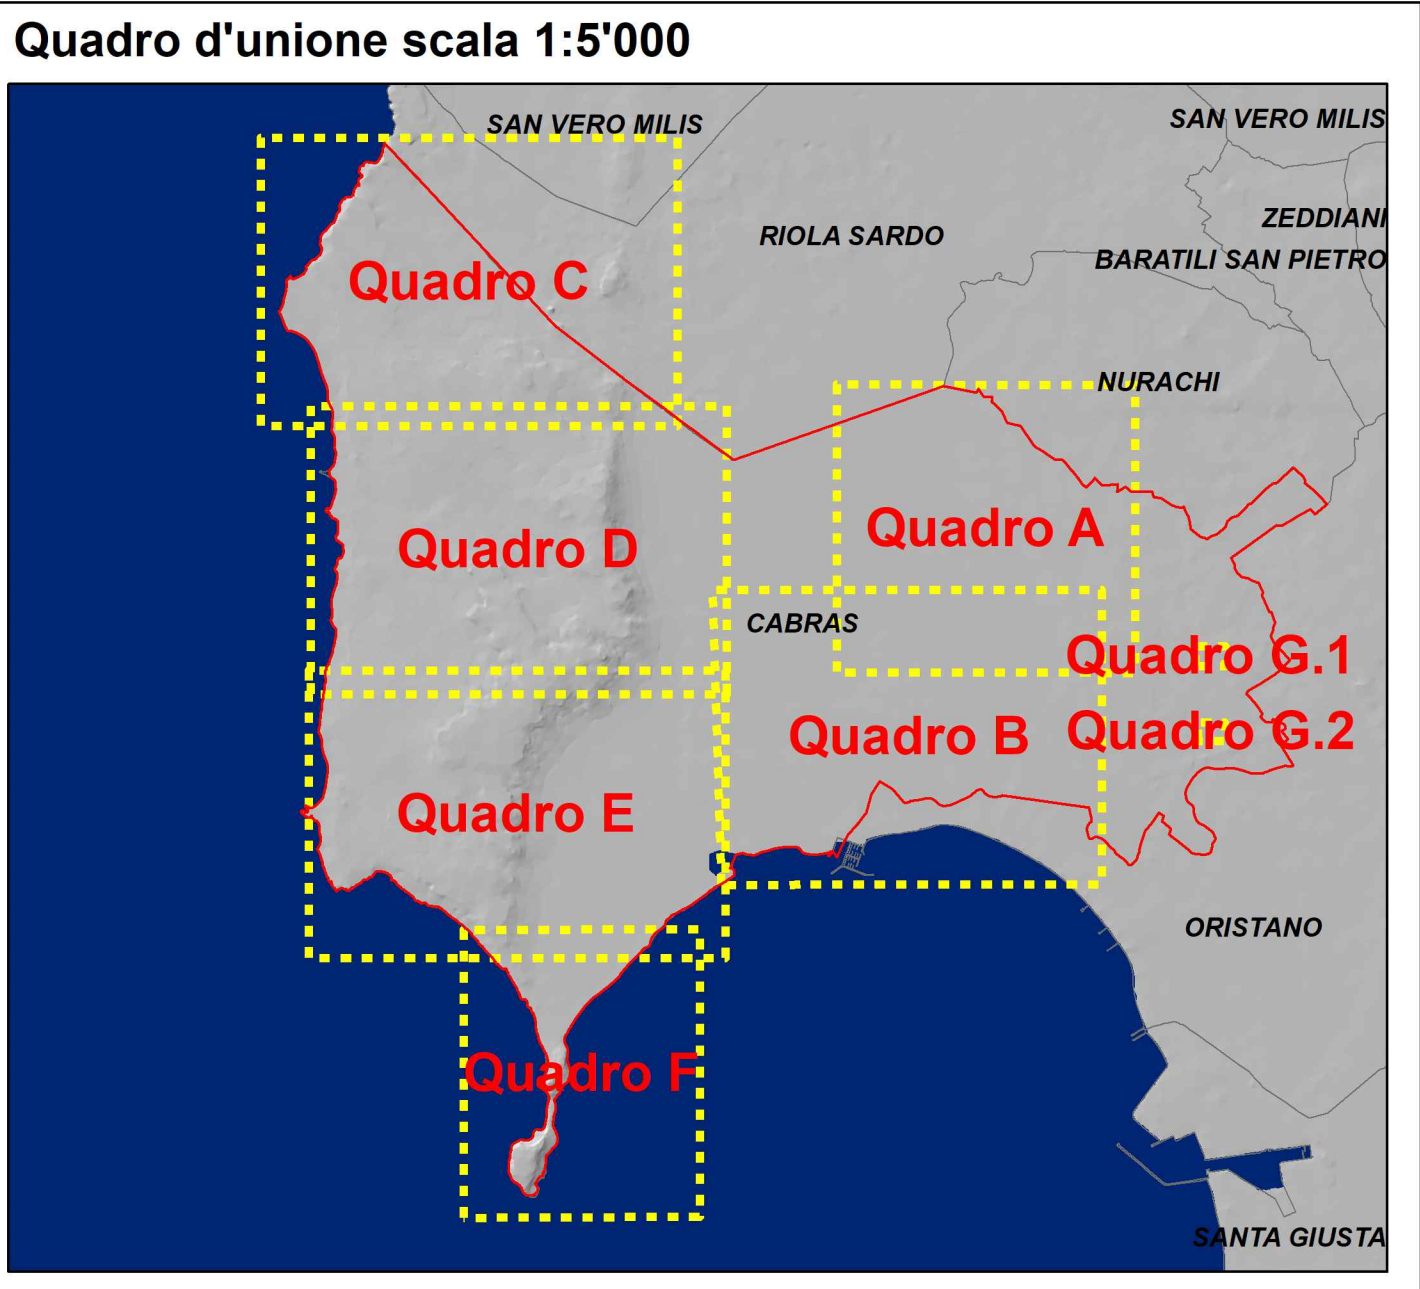 Quadro d'unione scala 1:5'000
SAN VERO MILIS
SAN VERO MILIS
ZEDDIANI
RIOLA SARDO
BARATILI SAN PIETRO
Quadro C
NURACHI
Quadro A
Quadro D
CABRAS
Quadro G.1
Quadro B
Quadro G.2
Quadro E
ORISTANO
Quadro F
SANTA GIUSTA